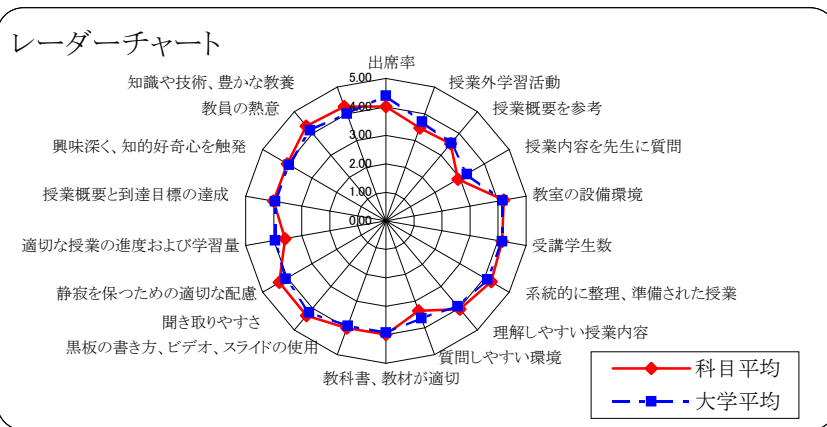 レーダーチャート
出席率
授業外学習活動
授業概要を参考
授業内容を先生に質問
教室の設備環境
受講学生数
系統的に整理、準備された授業
理解しやすい授業内容
質問しやすい環境
教科書、教材が適切
黒板の書き方、ビデオ、スライドの使用
聞き取りやすさ
静寂を保つための適切な配慮
適切な授業の進度および学習量
授業概要と到達目標の達成
興味深く、知的好奇心を触発
教員の熱意
知識や技術、豊かな教養
5.00
4.00
3.00
2.00
1.00
0.00
科目平均
大学平均